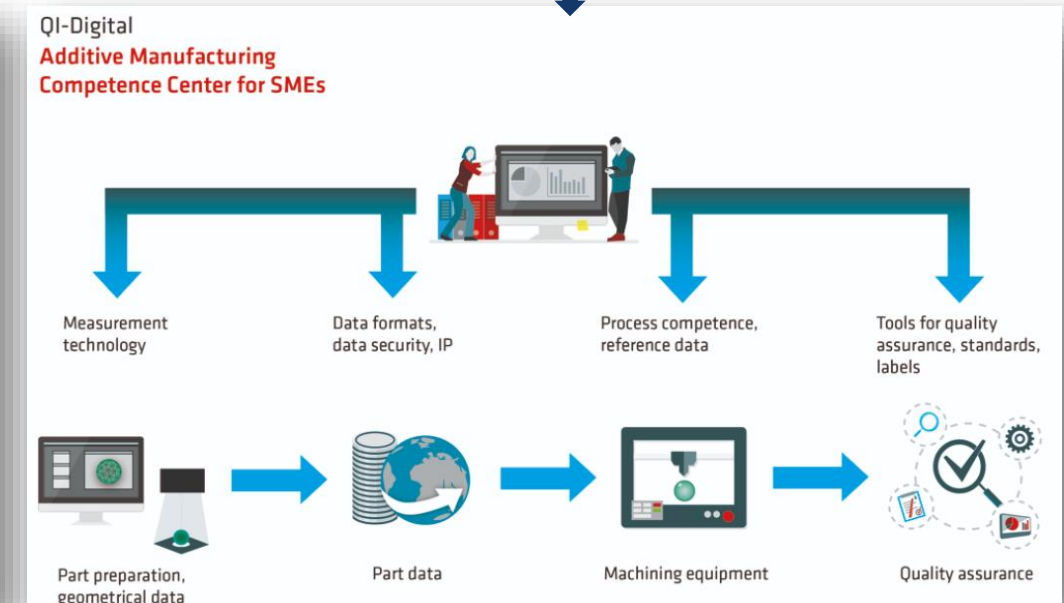 QI-Digital
Additive Manufacturing
Competence Center for SMEs
Measurement
technology
Data formats,
data security, IP
Process competence,
reference data
Tools for quality
assurance, standards,
labels
Part preparation,
geometrical data
Part data
Machining equipment
Quality assurance